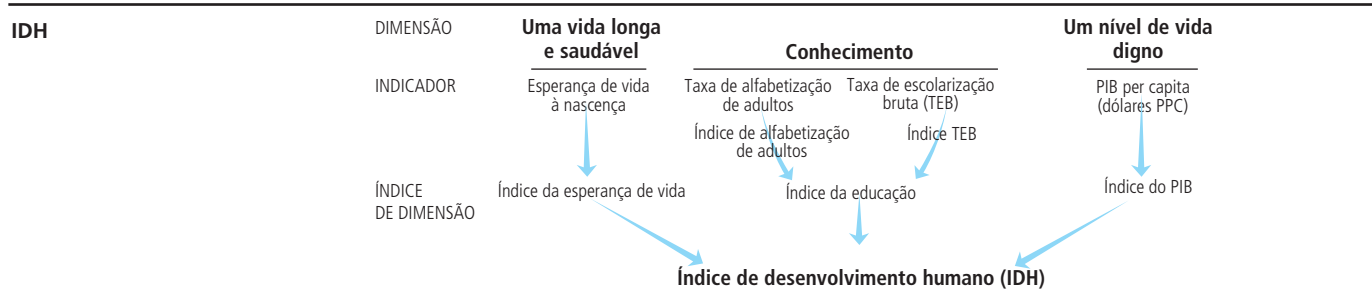 IDH
DIMENSÃO
Uma vida longa
e saudável
Conhecimento
Um nível de vida
digno
INDICADOR
Esperança de vida
à nascença
Taxa de alfabetização
de adultos
Taxa de escolarização
bruta (TEB)
PIB per capita
(dólares PPC)
Índice de alfabetização
de adultos
Índice TEB
ÍNDICE
DE DIMENSÃO
Índice da esperança de vida
Índice da educação
Índice do PIB
Índice de desenvolvimento humano (IDH)